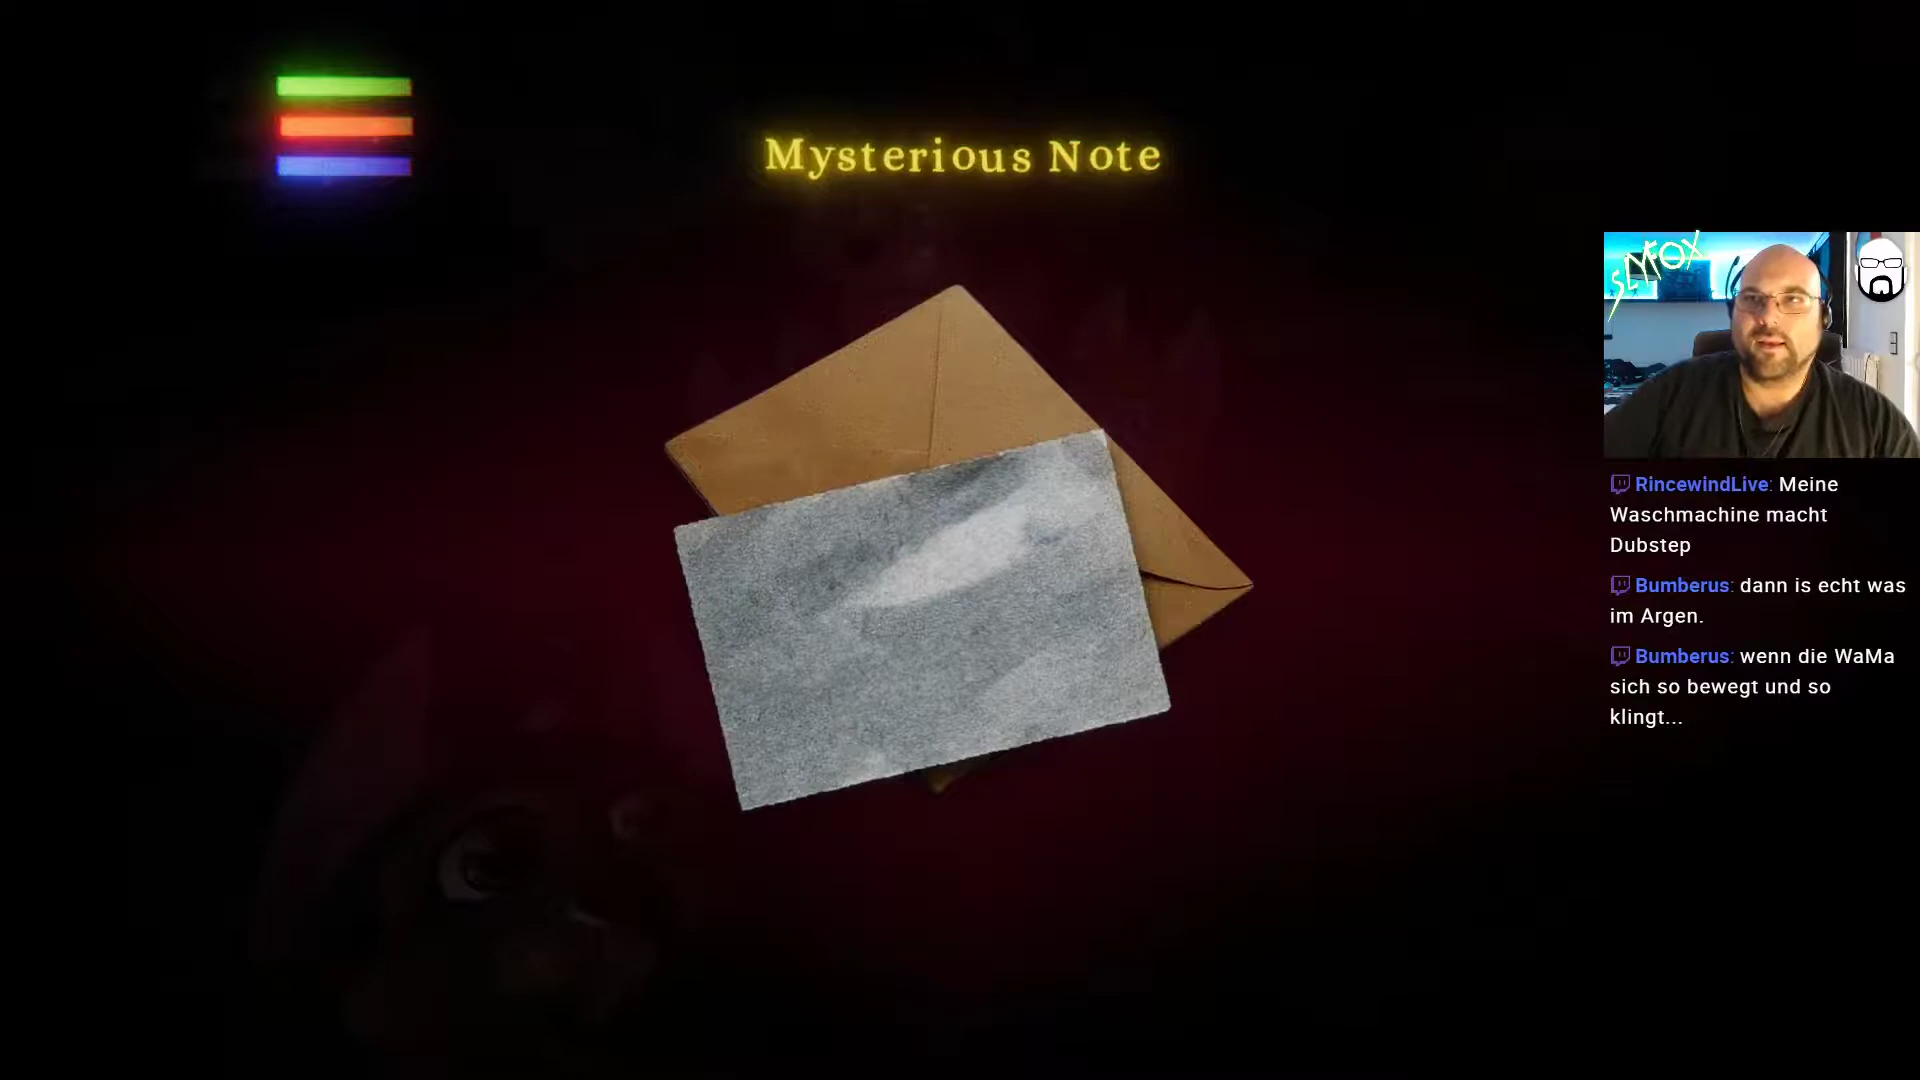 Mysterious Note
SLMOX
RincewindLive: Meine
Waschmachine macht
Dubstep
Bumberus: dann is echt was
im Argen.
Bumberus: wenn die WaMa
sich so bewegt und so
klingt...